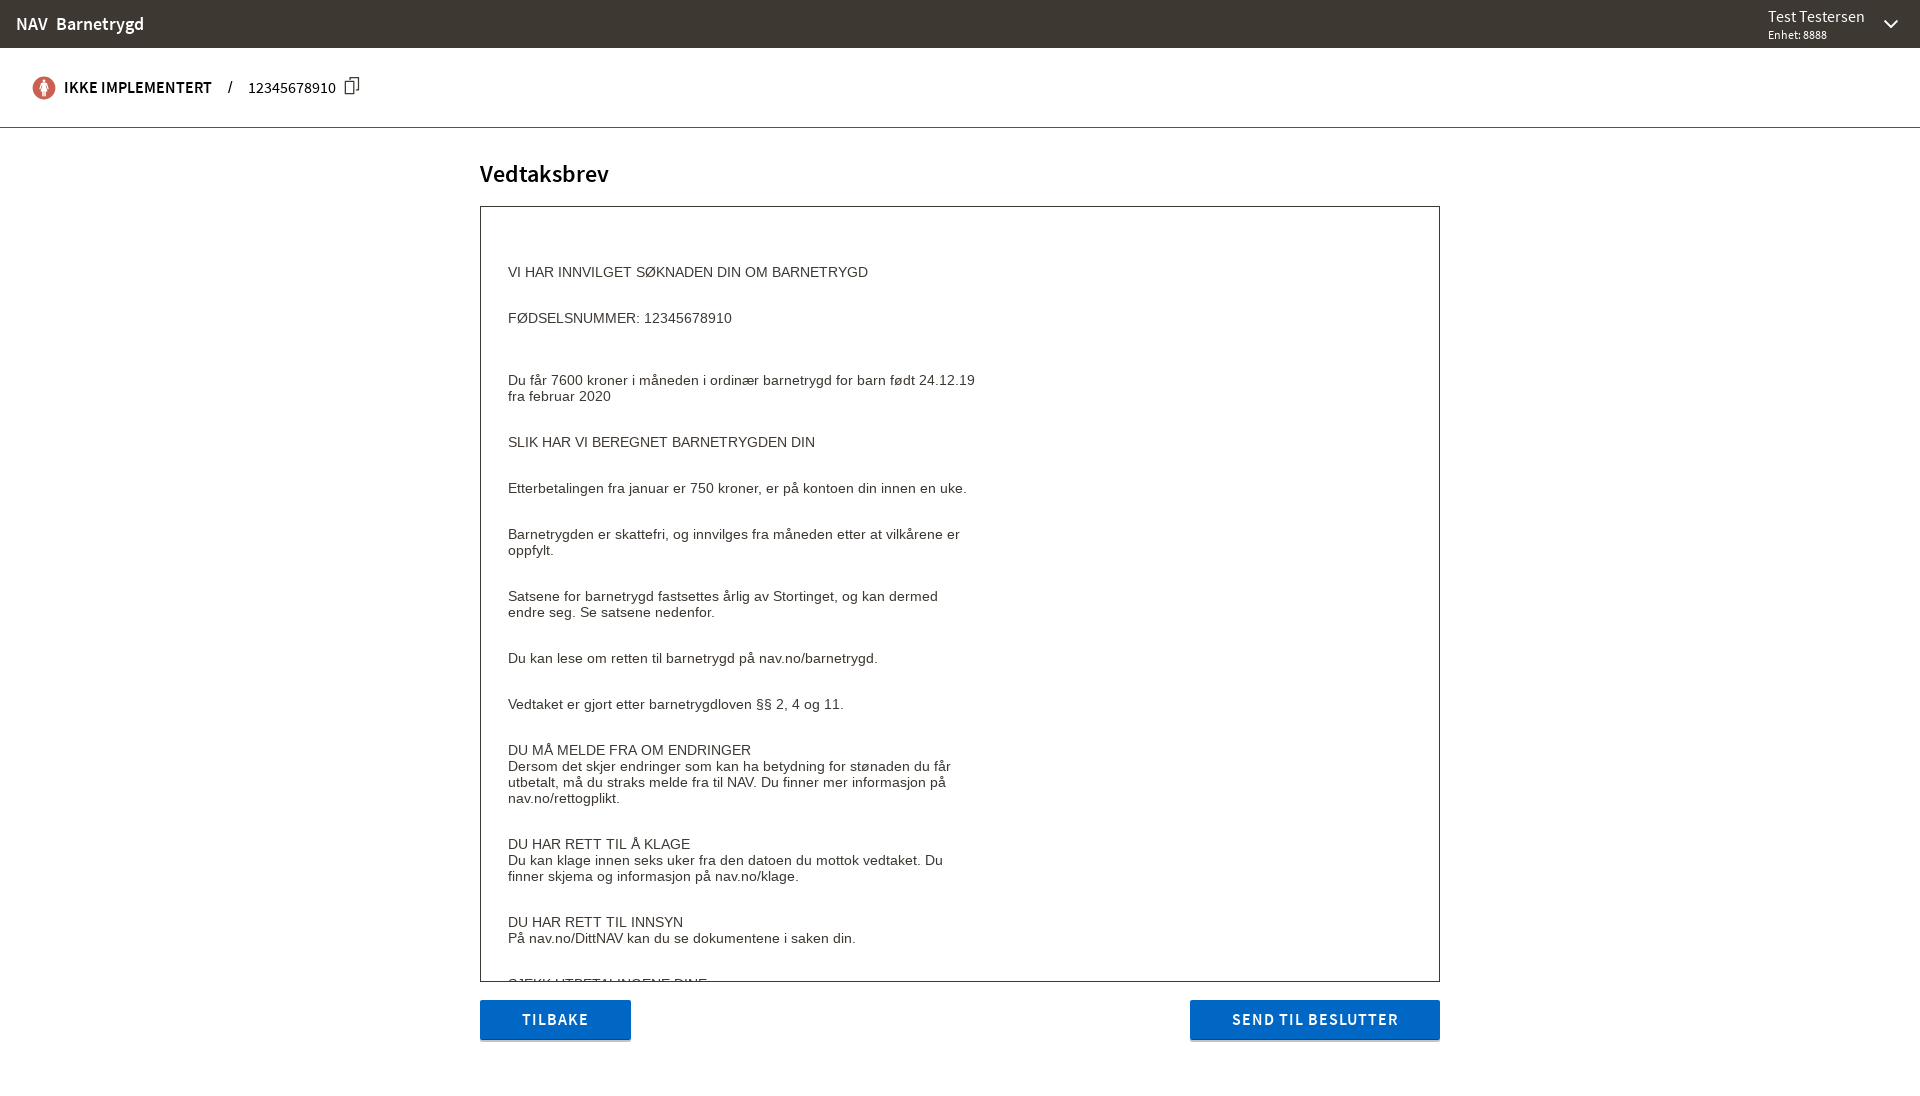 NAV Barnetrygd
Test Testersen
Enhet: 8888
IKKE IMPLEMENTERT / 12345678910
Vedtaksbrev
VI HAR INNVILGET SØKNADEN DIN OM BARNETRYGD
FØDSELSNUMMER: 12345678910
Du får 7600 kroner i måneden i ordinær barnetrygd for barn født 24.12.19
fra februar 2020
SLIK HAR VI BEREGNET BARNETRYGDEN DIN
Etterbetalingen fra januar er 750 kroner, er på kontoen din innen en uke.
Barnetrygden er skattefri, og innvilges fra måneden etter at vilkårene er
oppfylt.
Satsene for barnetrygd fastsettes årlig av Stortinget, og kan dermed
endre seg. Se satsene nedenfor.
Du kan lese om retten til barnetrygd på nav.no/barnetrygd.
Vedtaket er gjort etter barnetrygdloven §§ 2, 4 og 11.
DU MÅ MELDE FRA OM ENDRINGER
Dersom det skjer endringer som kan ha betydning for stønaden du får
utbetalt, må du straks melde fra til NAV. Du finner mer informasjon på
nav.no/rettogplikt.
DU HAR RETT TIL Å KLAGE
Du kan klage innen seks uker fra den datoen du mottok vedtaket. Du
finner skjema og informasjon på nav.no/klage.
DU HAR RETT TIL INNSYN
På nav.no/DittNAV kan du se dokumentene i saken din.
SJEKK UTBETALINGENE DINE
TILBAKE
SEND TIL BESLUTTER